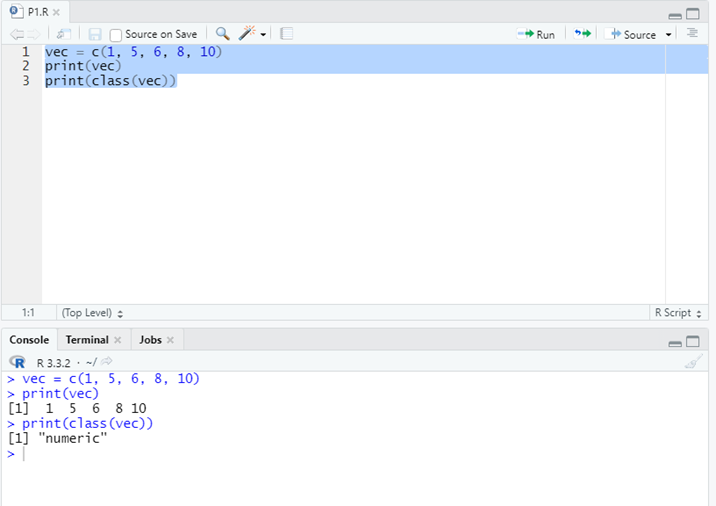 P1.R
Source on Save
Run
Source
1 vec = c(1, 5, 6, 8, 10)
2 print(vec)
3 print(class(vec))
1:1 (Top Level) R Script
Console Terminal Jobs
R R 3.3.2 · ~/
> vec = c(1, 5, 6, 8, 10)
> print(vec)
[1]  1  5  6  8 10
> print(class(vec))
[1] "numeric"
>